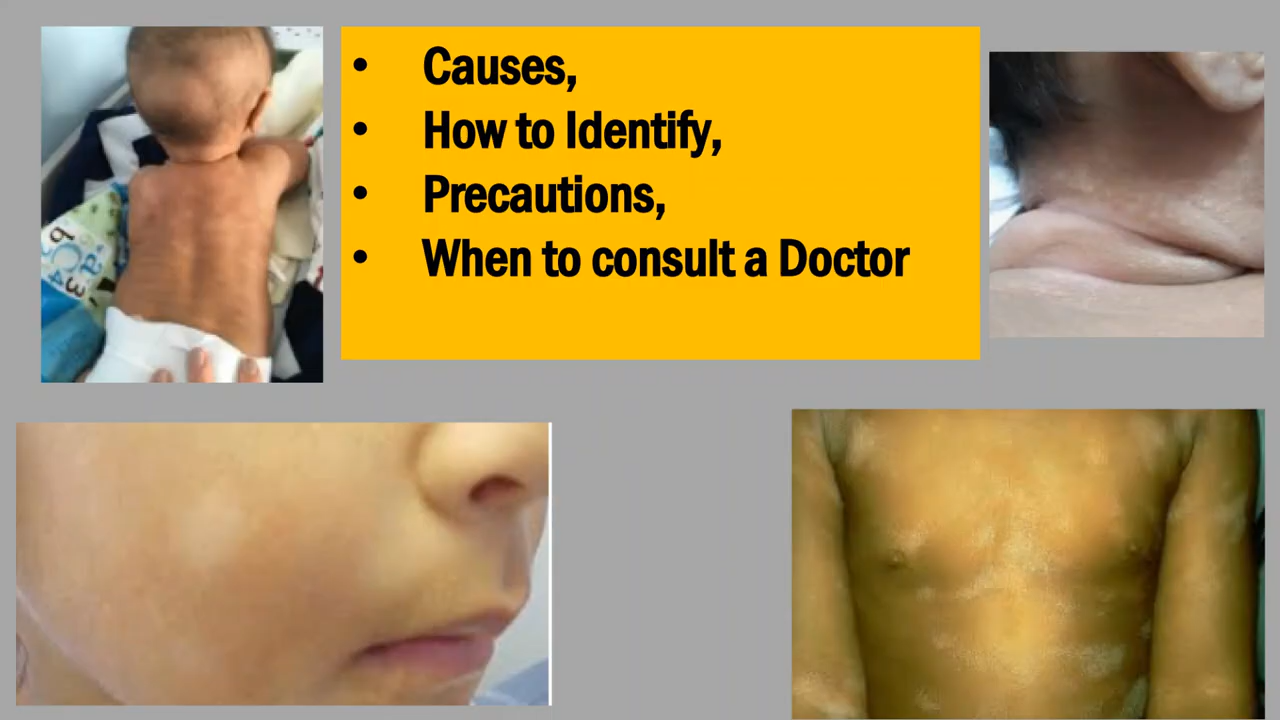 • Causes,
• How to Identify,
• Precautions,
• When to consult a Doctor